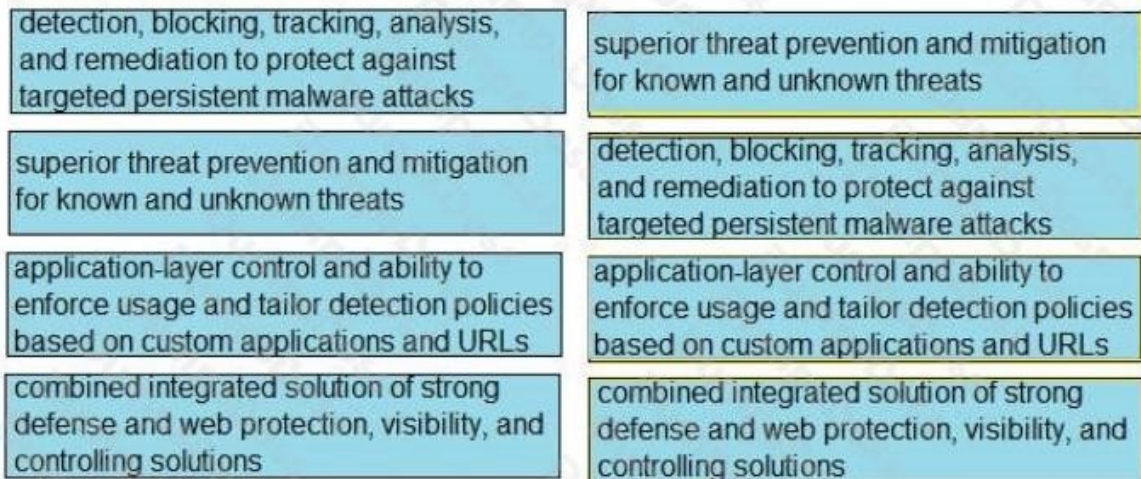 detection, blocking, tracking, analysis,
and remediation to protect against
targeted persistent malware attacks
superior threat prevention and mitigation
for known and unknown threats
application-layer control and ability to
enforce usage and tailor detection policies
based on custom applications and URLs
combined integrated solution of strong
defense and web protection, visibility, and
controlling solutions
superior threat prevention and mitigation
for known and unknown threats
detection, blocking, tracking, analysis,
and remediation to protect against
targeted persistent malware attacks
application-layer control and ability to
enforce usage and tailor detection policies
based on custom applications and URLs
combined integrated solution of strong
defense and web protection, visibility, and
controlling solutions